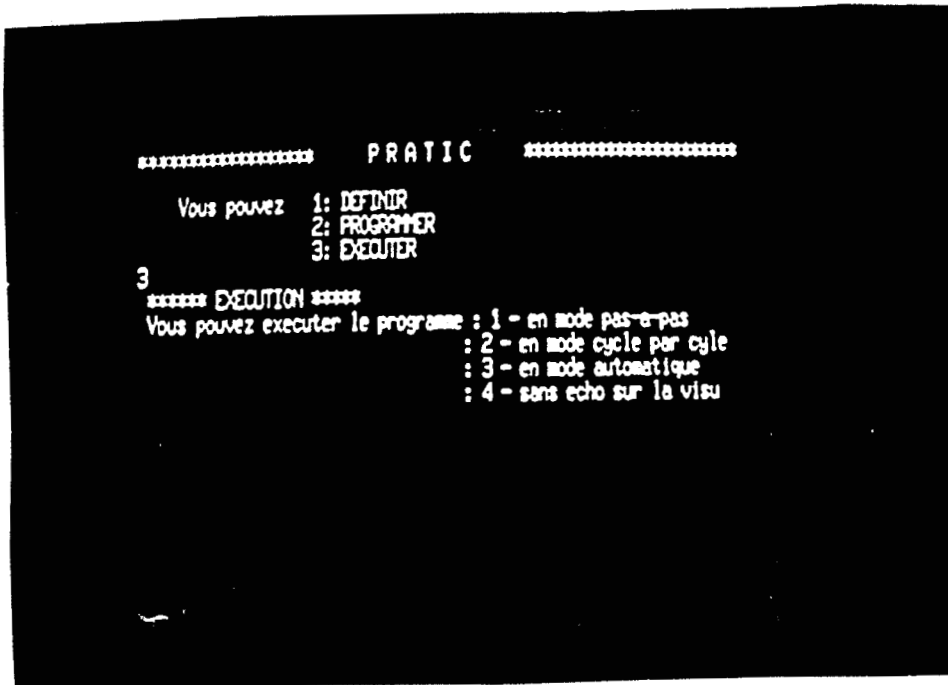 ****************** PRATIC **********************
Vous pouvez 1: DEFINIR
2: PROGRAMMER
3: EXECUTER
3
****** EXECUTION *****
Vous pouvez executer le programme : 1 - en mode pas-a-pas
: 2 - en mode cycle par cyle
: 3 - en mode automatique
: 4 - sans echo sur la visu